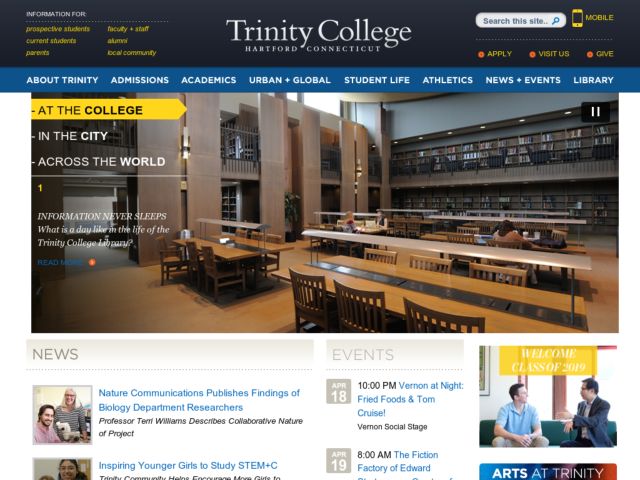 INFORMATION FOR:
prospective students
current students
parents
faculty + staff
alumni
local community
Trinity College
HARTFORD CONNECTICUT
Search this site..
MOBILE
APPLY
VISIT US
GIVE
ABOUT TRINITY
ADMISSIONS
ACADEMICS
URBAN + GLOBAL
STUDENT LIFE
ATHLETICS
NEWS + EVENTS
LIBRARY
- AT THE COLLEGE
- IN THE CITY
- ACROSS THE WORLD
1
INFORMATION NEVER SLEEPS
What is a day like in the life of the
Trinity College Library?
READ MORE
NEWS
Nature Communications Publishes Findings of
Biology Department Researchers
Professor Terri Williams Describes Collaborative Nature
of Project
Inspiring Younger Girls to Study STEM+C
Trinity Community Helps Encourage More Girls to
EVENTS
APR
18
10:00 PM Vernon at Night:
Fried Foods & Tom
Cruise!
Vernon Social Stage
APR
19
8:00 AM The Fiction
Factory of Edward
WELCOME
CLASS OF 2019
ARTS AT TRINITY